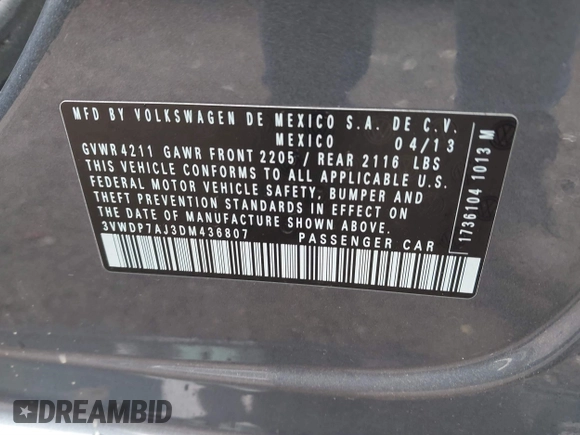 MFD BY VOLKSWAGEN DE MEXICO S.A. DE C.V.
MEXICO 04/13
GVWR 4211 GAWR FRONT 2205 / REAR 2116 LBS
THIS VEHICLE CONFORMS TO ALL APPLICABLE U.S.
FEDERAL MOTOR VEHICLE SAFETY, BUMPER AND
THEFT PREVENTION STANDARDS IN EFFECT ON
THE DATE OF MANUFACTURE SHOWN ABOVE.
3VWDP7AJ3DM436807 PASSENGER CAR
1736104 1013 M
DREAMBID